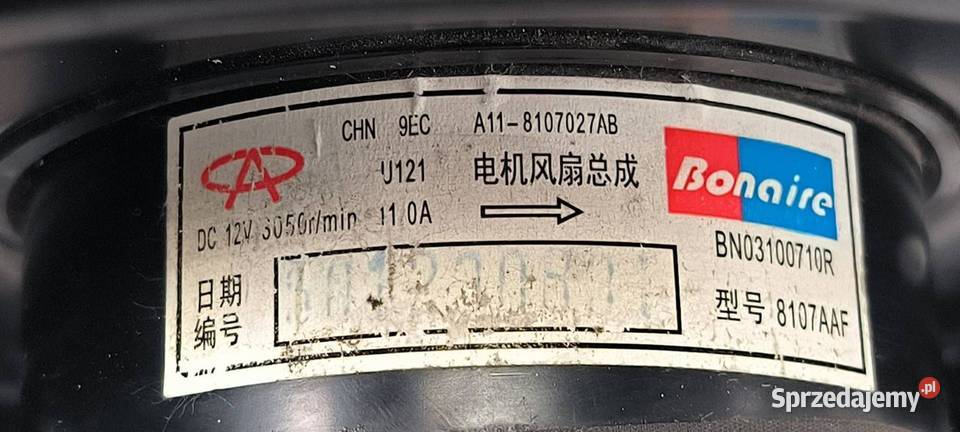 CHN 9EC A11-8107027AB
U121 电机风扇总成
Bonaire
DC 12V 3050r/min 11.0A
BN03100710R
日期
编号
型号 8107AAF
Sprzedajemy.pl